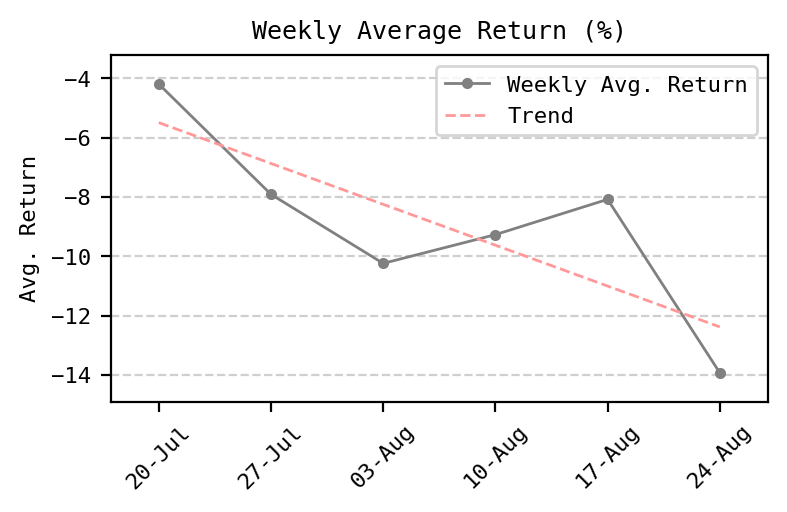 Weekly Average Return (%)
Weekly Avg. Return
Trend
Avg. Return
−4
−6
−8
−10
−12
−14
20-Jul
27-Jul
03-Aug
10-Aug
17-Aug
24-Aug